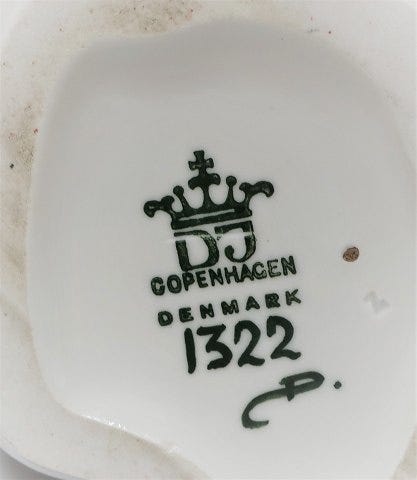 DJ
COPENHAGEN
DENMARK
1322